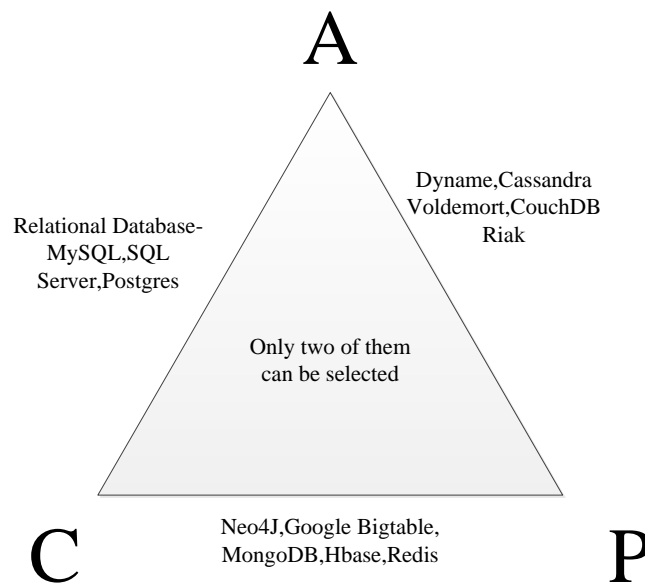 A
Dyname,Cassandra
Voldemort,CouchDB
Riak
Relational Database-
MySQL,SQL
Server,Postgres
Only two of them
can be selected
C
Neo4J,Google Bigtable,
MongoDB,Hbase,Redis
P